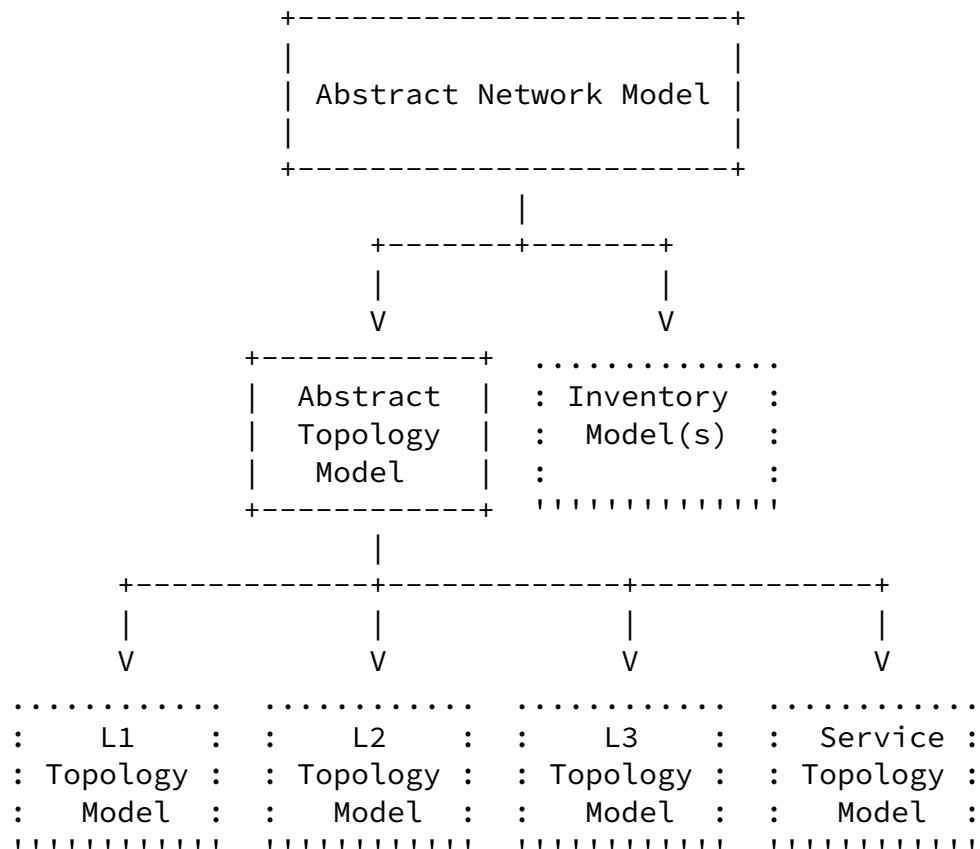 Abstract Network Model
Abstract
Topology
Model
Inventory
Model(s)
L1
Topology
Model
L2
Topology
Model
L3
Topology
Model
Service
Topology
Model